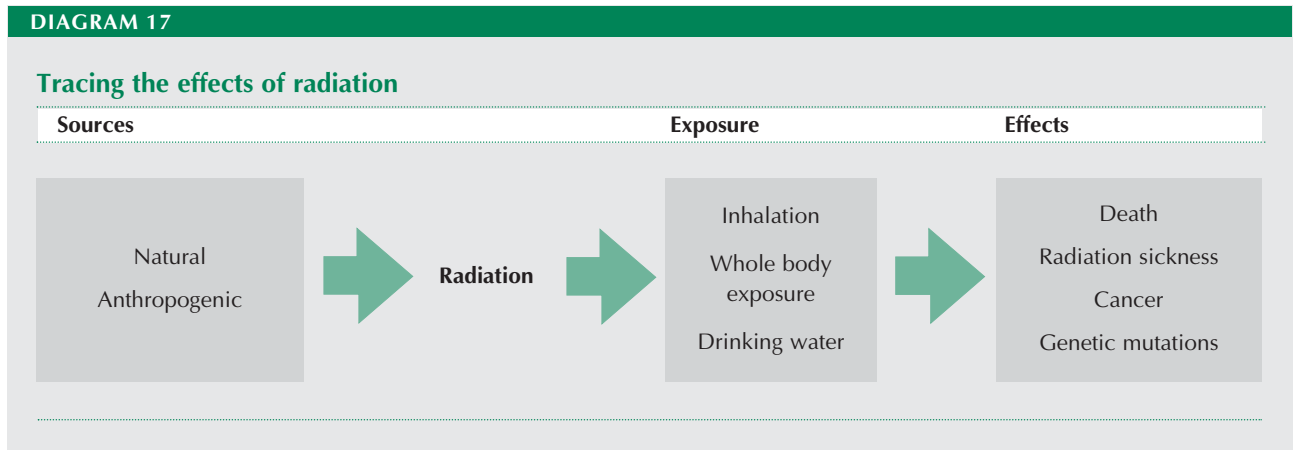 DIAGRAM 17
Tracing the effects of radiation
Sources
Exposure
Effects
Natural
Anthropogenic
Radiation
Inhalation
Whole body
exposure
Drinking water
Death
Radiation sickness
Cancer
Genetic mutations